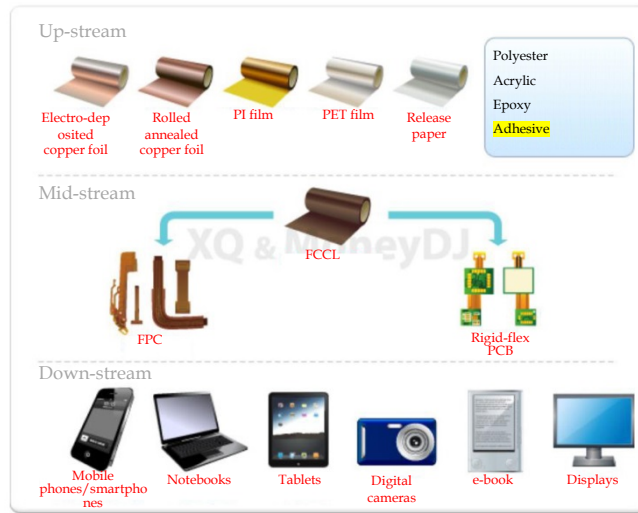 Up-stream
Polyester
Acrylic
Epoxy
Adhesive
Electro-dep
osited
copper foil
Rolled
annealed
copper foil
PI film
PET film
Release
paper
Mid-stream
XQ & MoneyDJ
FCCL
FPC
Rigid-flex
PCB
Down-stream
Mobile
phones/smartpho
nes
Notebooks
Tablets
Digital
cameras
e-book
Displays